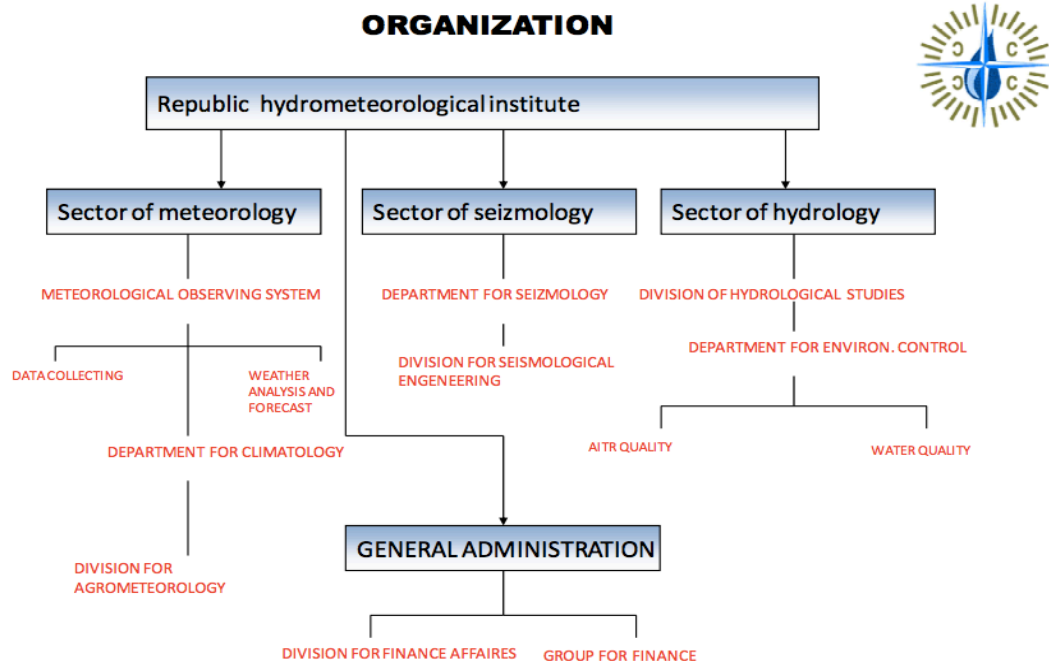 ORGANIZATION
Ɔ C
Ɔ C
Republic hydrometeorological institute
Sector of meteorology
Sector of seizmology
Sector of hydrology
METEOROLOGICAL OBSERVING SYSTEM
DEPARTMENT FOR SEIZMOLOGY
DIVISION OF HYDROLOGICAL STUDIES
DEPARTMENT FOR ENVIRON. CONTROL
DATA COLLECTING
WEATHER
ANALYSIS AND
FORECAST
DIVISION FOR SEISMOLOGICAL
ENGENEERING
DEPARTMENT FOR CLIMATOLOGY
AITR QUALITY
WATER QUALITY
GENERAL ADMINISTRATION
DIVISION FOR
AGROMETEOROLOGY
DIVISION FOR FINANCE AFFAIRES
GROUP FOR FINANCE